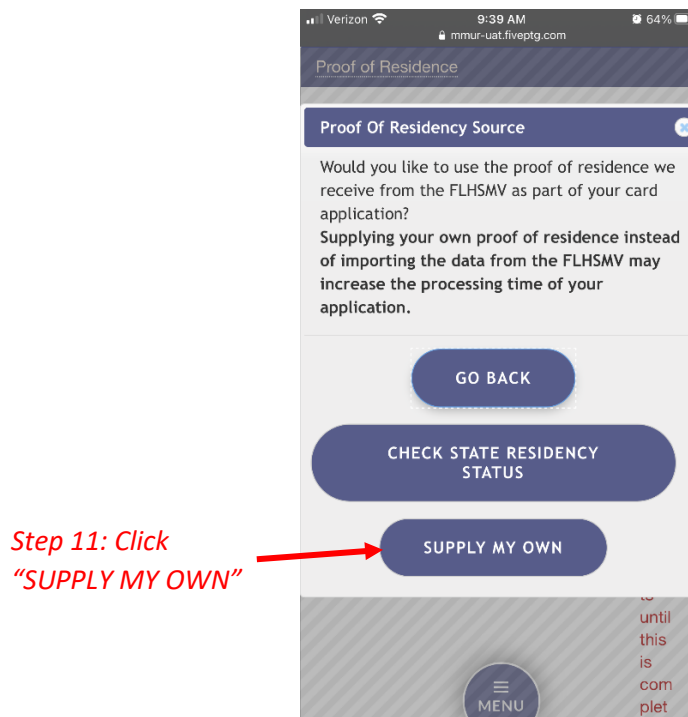 Verizon 9:39 AM 64%
mmur-uat.fiveptg.com
Proof of Residence
Proof Of Residency Source
Would you like to use the proof of residence we
receive from the FLHSMV as part of your card
application?
Supplying your own proof of residence instead
of importing the data from the FLHSMV may
increase the processing time of your
application.
GO BACK
CHECK STATE RESIDENCY
STATUS
Step 11: Click
“SUPPLY MY OWN”
SUPPLY MY OWN
until
this
is
com
plet
MENU